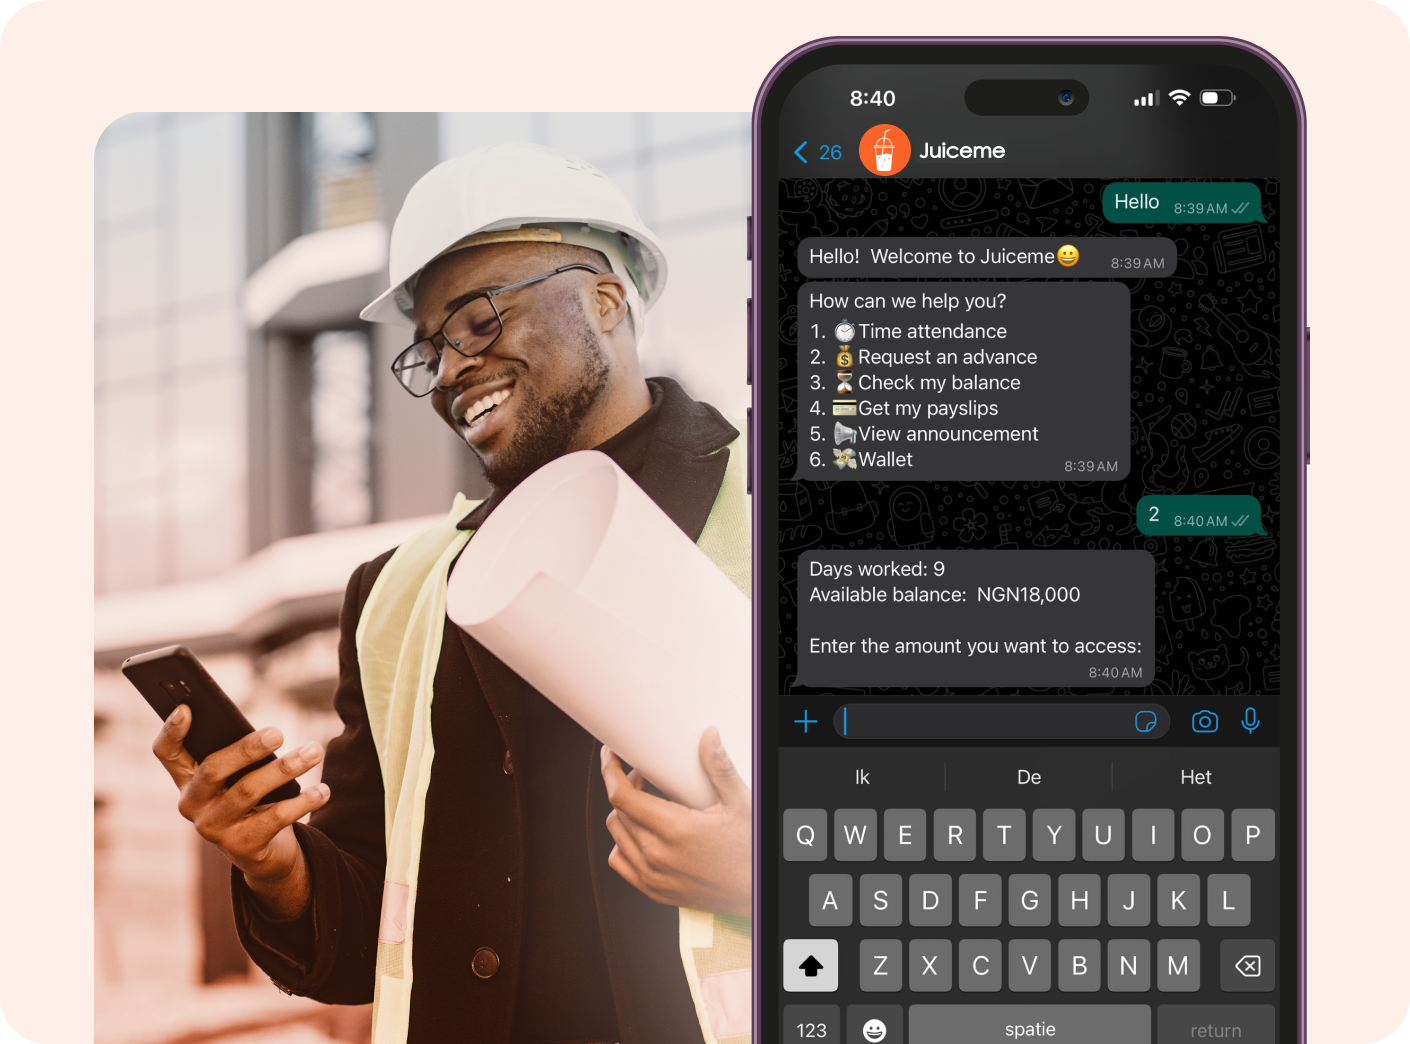 8:40
26
Juiceme
Hello 8:39 AM
Hello!  Welcome to Juiceme😀 8:39 AM
How can we help you?
1. ⏱️Time attendance
2. 💰Request an advance
3. ⏳Check my balance
4. 💳Get my payslips
5. 📢View announcement
6. 💸Wallet 8:39 AM
2 8:40 AM
Days worked: 9
Available balance:  NGN18,000
Enter the amount you want to access:
8:40 AM
Ik De Het
Q W E R T Y U I O P
A S D F G H J K L
Z X C V B N M
123 spatie return